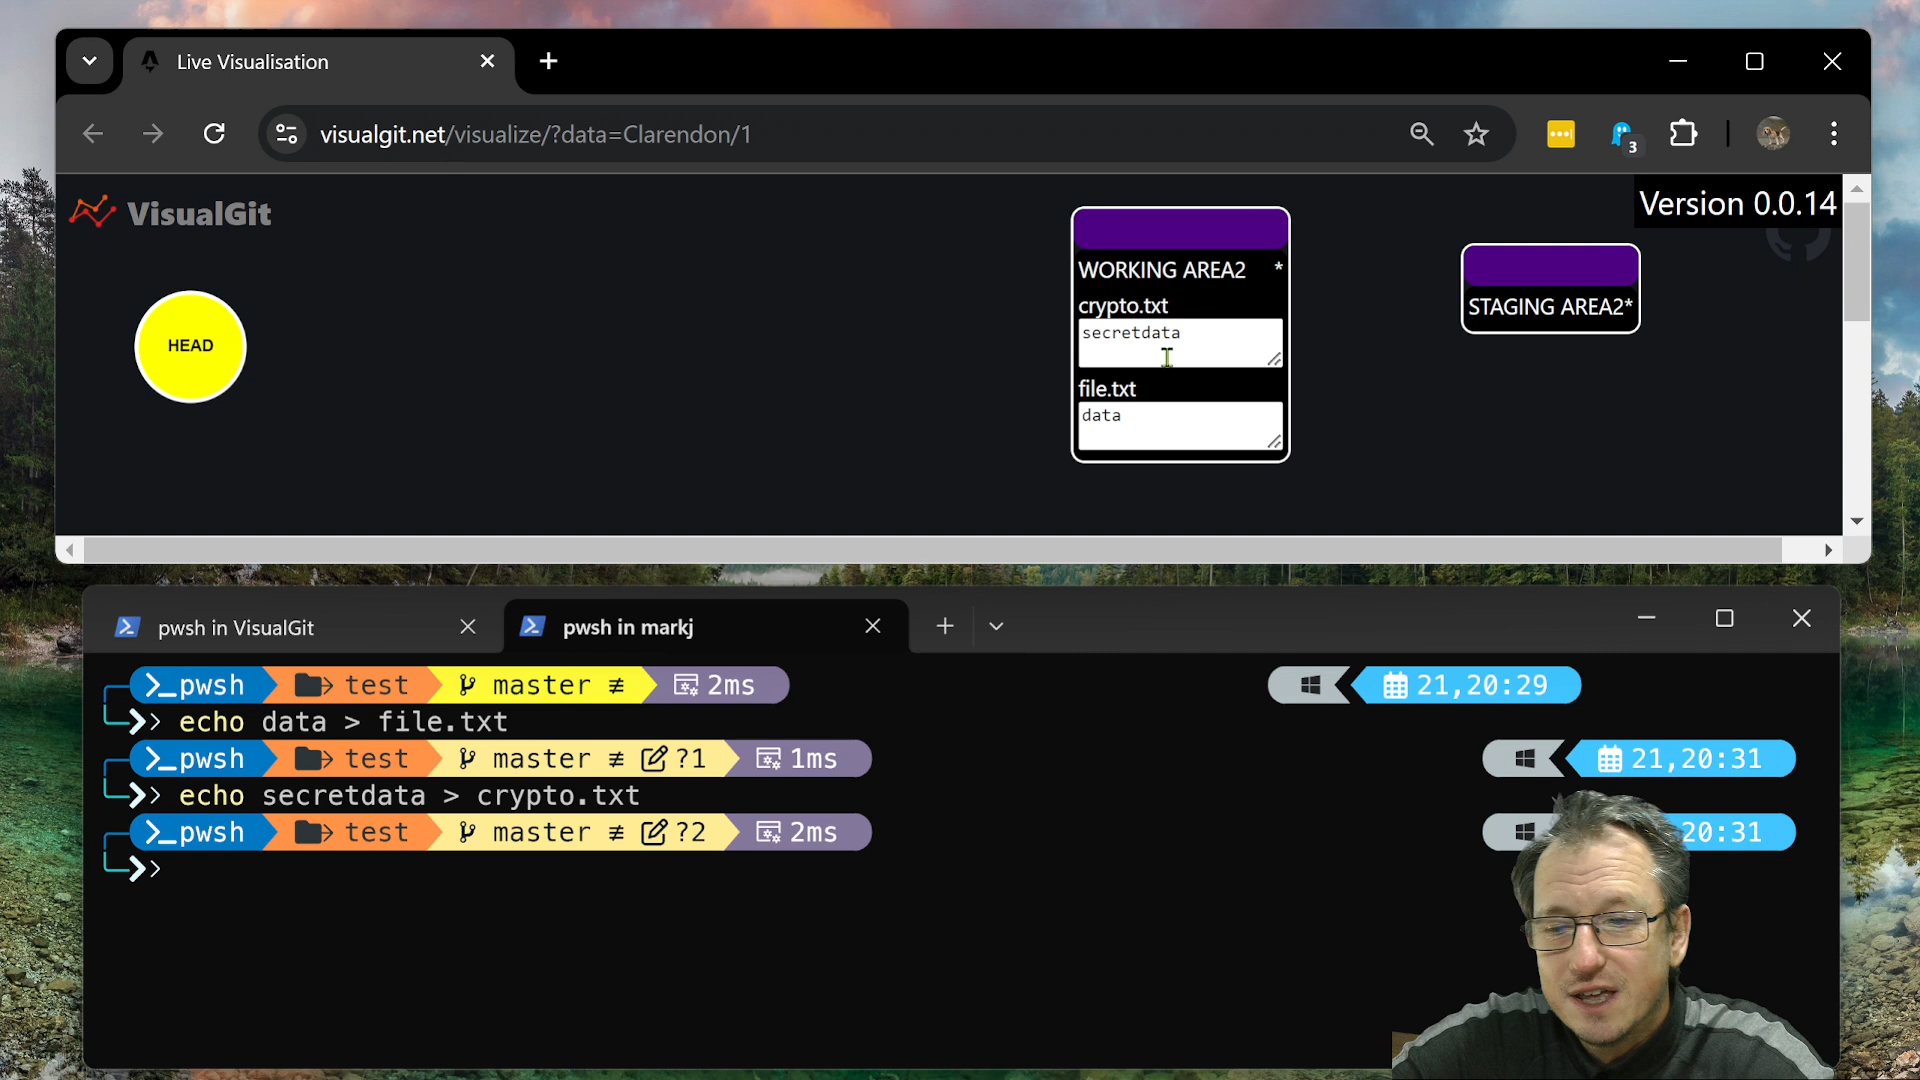 Live Visualisation
visualgit.net/visualize/?data=Clarendon/1
3
VisualGit
Version 0.0.14
HEAD
WORKING AREA2 *
crypto.txt
secretdata
file.txt
data
STAGING AREA2*
pwsh in VisualGit
pwsh in markj
>_pwsh test master ≢ 2ms 21,20:29
echo data > file.txt
>_pwsh test master ≢ ?1 1ms 21,20:31
echo secretdata > crypto.txt
>_pwsh test master ≢ ?2 2ms 20:31